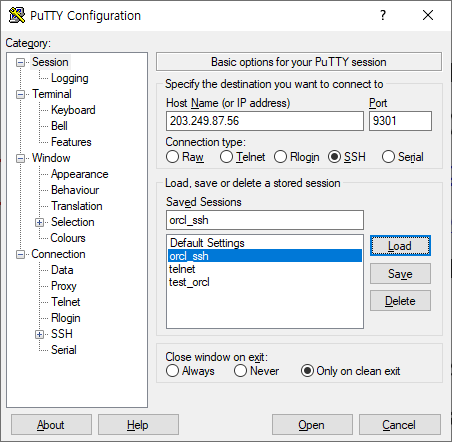 PuTTY Configuration
?
Category:
Session
Logging
Terminal
Keyboard
Bell
Features
Window
Appearance
Behaviour
Translation
Selection
Colours
Connection
Data
Proxy
Telnet
Rlogin
SSH
Serial
Basic options for your PuTTY session
Specify the destination you want to connect to
Host Name (or IP address) Port
203.249.87.56 9301
Connection type:
Raw Telnet Rlogin SSH Serial
Load, save or delete a stored session
Saved Sessions
orcl_ssh
Default Settings
orcl_ssh
telnet
test_orcl
Load
Save
Delete
Close window on exit:
Always Never Only on clean exit
About Help Open Cancel